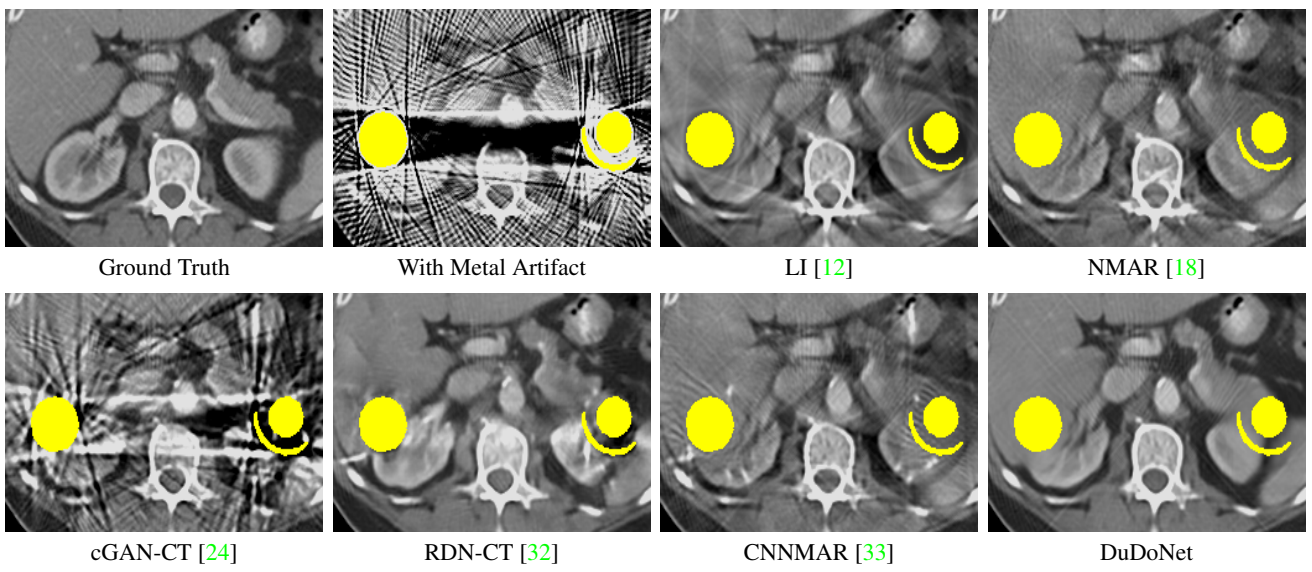 Ground Truth
With Metal Artifact
LI [12]
NMAR [18]
cGAN-CT [24]
RDN-CT [32]
CNNMAR [33]
DuDoNet